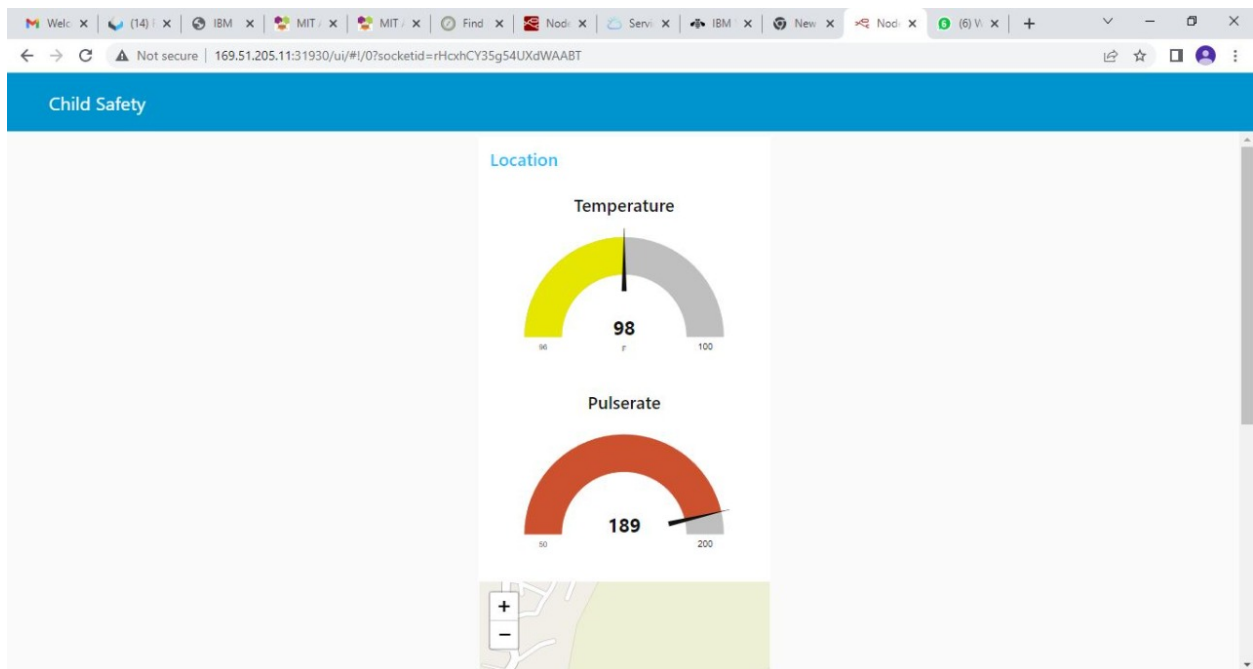 Welc
(14) F
IBM
MIT A
MIT A
Find
Node
Servi
IBM
New
Node
(6) W
Not secure | 169.51.205.11:31930/ui/#!/0?socketid=rHcxhCY35g54UXdWAABT
Child Safety
Location
Temperature
98
96
F
100
Pulserate
189
50
200
+
−